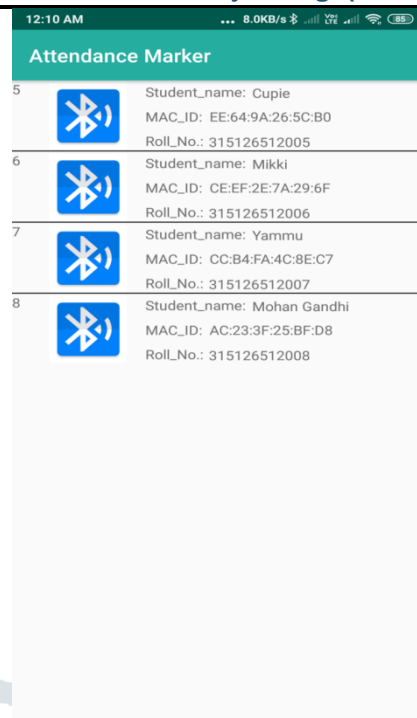 12:10 AM ... 8.0KB/s VoLTE 85
Attendance Marker
5
Student_name: Cupie
MAC_ID: EE:64:9A:26:5C:B0
Roll_No.: 315126512005
6
Student_name: Mikki
MAC_ID: CE:EF:2E:7A:29:6F
Roll_No.: 315126512006
7
Student_name: Yammu
MAC_ID: CC:B4:FA:4C:8E:C7
Roll_No.: 315126512007
8
Student_name: Mohan Gandhi
MAC_ID: AC:23:3F:25:BF:D8
Roll_No.: 315126512008